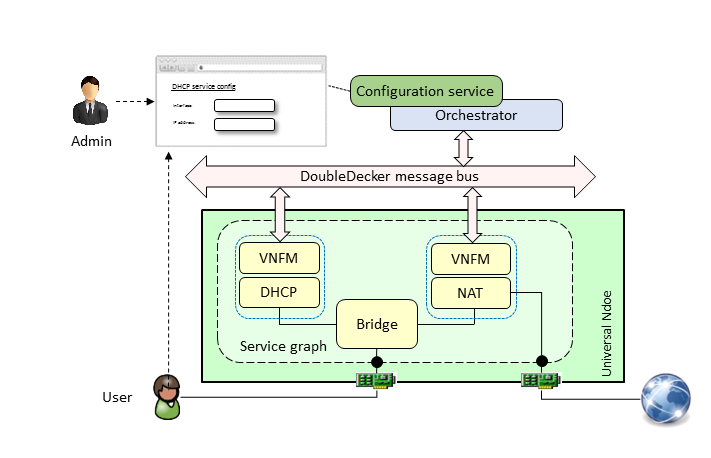 DHCP service config
interface
IP address
Configuration service
Orchestrator
Admin
DoubleDecker message bus
VNFM
VNFM
DHCP
NAT
Bridge
Service graph
Universal Ndoe
User